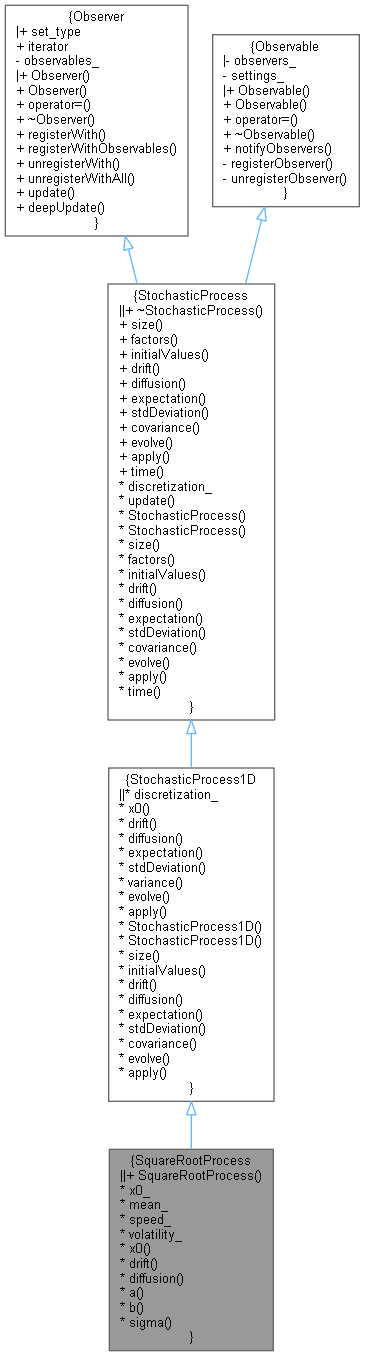 {Observer
|+ set_type
+ iterator
- observables_
|+ Observer()
+ Observer()
+ operator=()
+ ~Observer()
+ registerWith()
+ registerWithObservables()
+ unregisterWith()
+ unregisterWithAll()
+ update()
+ deepUpdate()
}
{Observable
|- observers_
- settings_
|+ Observable()
+ Observable()
+ operator=()
+ ~Observable()
+ notifyObservers()
- registerObserver()
- unregisterObserver()
}
{StochasticProcess
||+ ~StochasticProcess()
+ size()
+ factors()
+ initialValues()
+ drift()
+ diffusion()
+ expectation()
+ stdDeviation()
+ covariance()
+ evolve()
+ apply()
+ time()
* discretization_
* update()
* StochasticProcess()
* StochasticProcess()
* size()
* factors()
* initialValues()
* drift()
* diffusion()
* expectation()
* stdDeviation()
* covariance()
* evolve()
* apply()
* time()
}
{StochasticProcess1D
||* discretization_
* x0()
* drift()
* diffusion()
* expectation()
* stdDeviation()
* variance()
* evolve()
* apply()
* StochasticProcess1D()
* StochasticProcess1D()
* size()
* initialValues()
* drift()
* diffusion()
* expectation()
* stdDeviation()
* covariance()
* evolve()
* apply()
}
{SquareRootProcess
||+ SquareRootProcess()
* x0_
* mean_
* speed_
* volatility_
* x0()
* drift()
* diffusion()
* a()
* b()
* sigma()
}